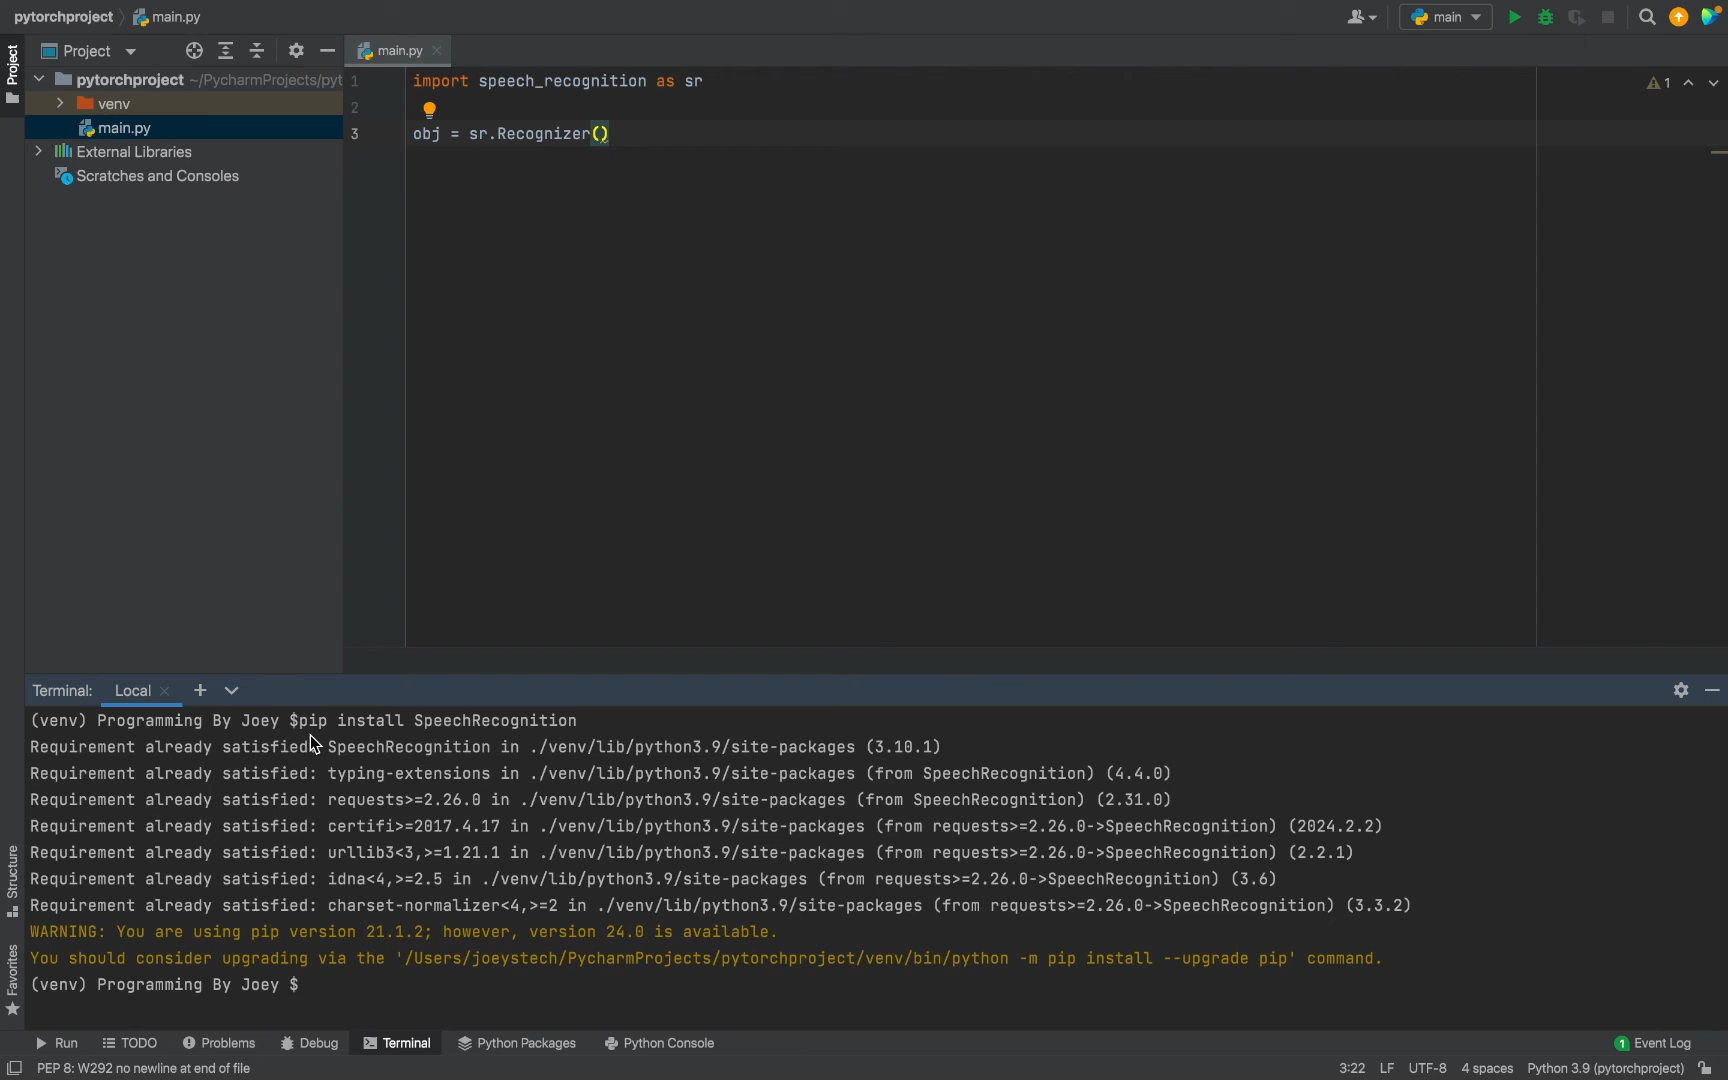 pytorchproject main.py
main
Project
main.py
Project
pytorchproject ~/PycharmProjects/pyt
venv
main.py
External Libraries
Scratches and Consoles
1 import speech_recognition as sr
2
3 obj = sr.Recognizer()
1
Terminal: Local
(venv) Programming By Joey $pip install SpeechRecognition
Requirement already satisfied: SpeechRecognition in ./venv/lib/python3.9/site-packages (3.10.1)
Requirement already satisfied: typing-extensions in ./venv/lib/python3.9/site-packages (from SpeechRecognition) (4.4.0)
Requirement already satisfied: requests>=2.26.0 in ./venv/lib/python3.9/site-packages (from SpeechRecognition) (2.31.0)
Requirement already satisfied: certifi>=2017.4.17 in ./venv/lib/python3.9/site-packages (from requests>=2.26.0->SpeechRecognition) (2024.2.2)
Requirement already satisfied: urllib3<3,>=1.21.1 in ./venv/lib/python3.9/site-packages (from requests>=2.26.0->SpeechRecognition) (2.2.1)
Requirement already satisfied: idna<4,>=2.5 in ./venv/lib/python3.9/site-packages (from requests>=2.26.0->SpeechRecognition) (3.6)
Requirement already satisfied: charset-normalizer<4,>=2 in ./venv/lib/python3.9/site-packages (from requests>=2.26.0->SpeechRecognition) (3.3.2)
WARNING: You are using pip version 21.1.2; however, version 24.0 is available.
You should consider upgrading via the '/Users/joeystech/PycharmProjects/pytorchproject/venv/bin/python -m pip install --upgrade pip' command.
(venv) Programming By Joey $
Structure
Favorites
Run TODO Problems Debug Terminal Python Packages Python Console 1 Event Log
PEP 8: W292 no newline at end of file 3:22 LF UTF-8 4 spaces Python 3.9 (pytorchproject)